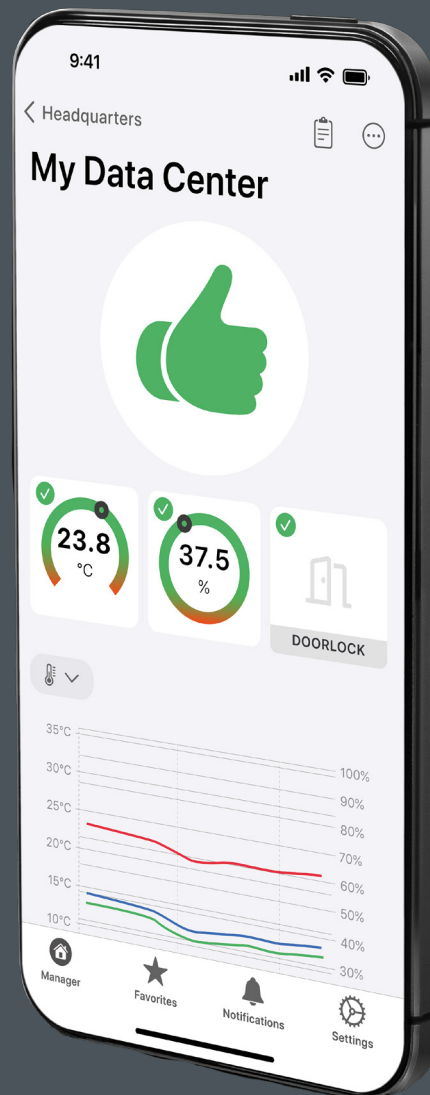 9:41
Headquarters
My Data Center
23.8
°C
37.5
%
DOORLOCK
35°C
30°C
25°C
20°C
15°C
10°C
100%
90%
80%
70%
60%
50%
40%
30%
Manager
Favorites
Notifications
Settings